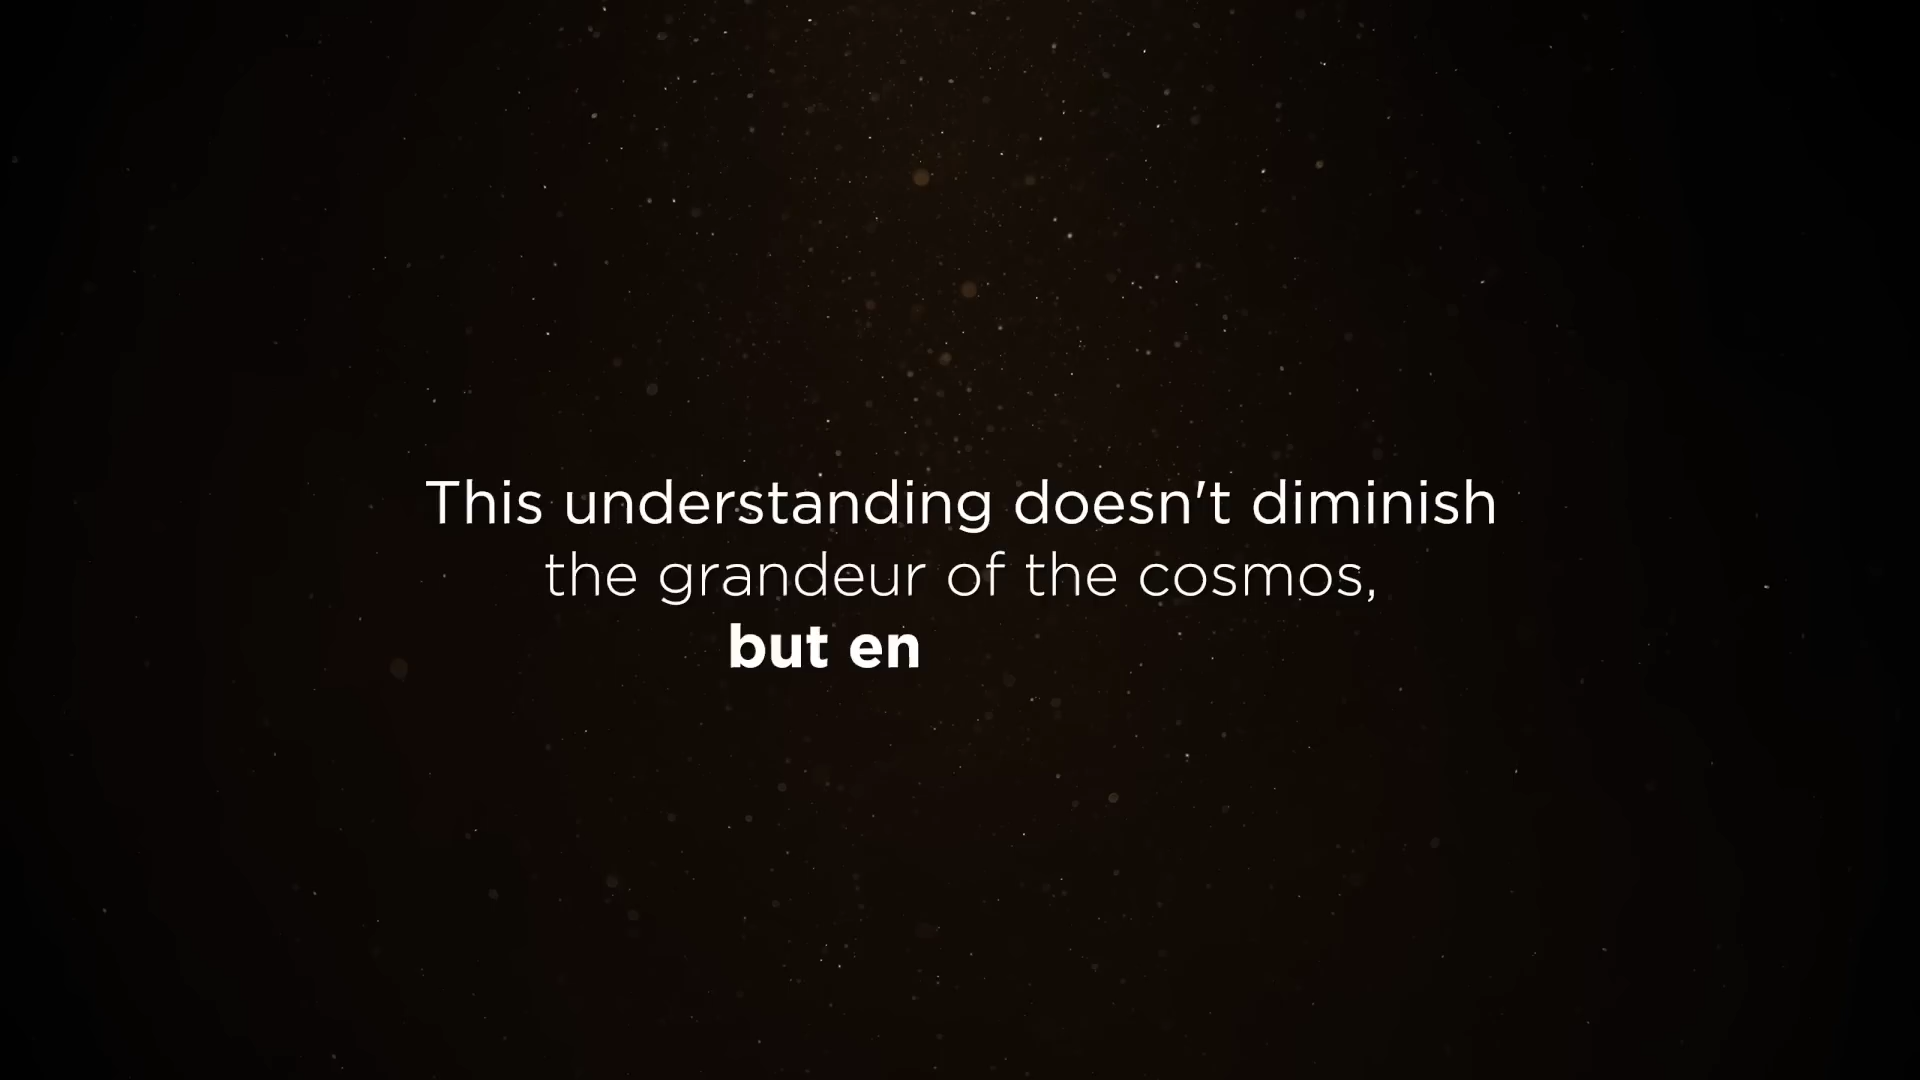 This understanding doesn't diminish
the grandeur of the cosmos,
but en